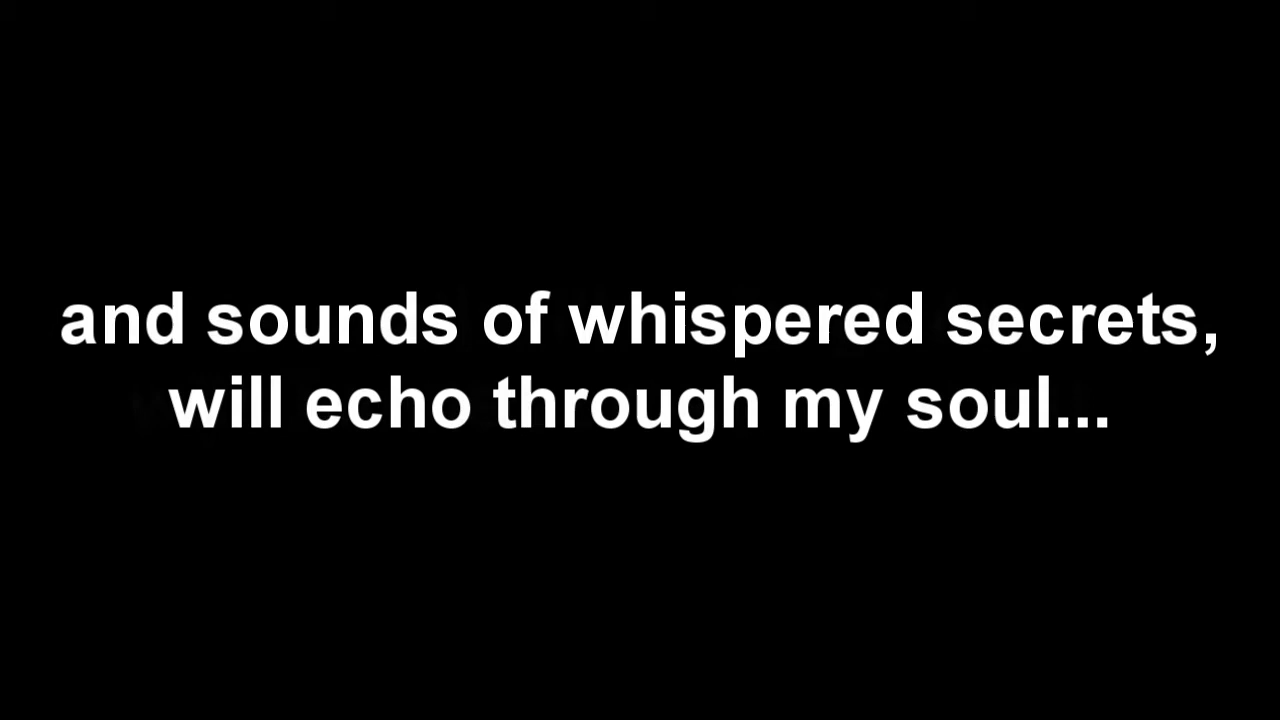 and sounds of whispered secrets,
will echo through my soul...